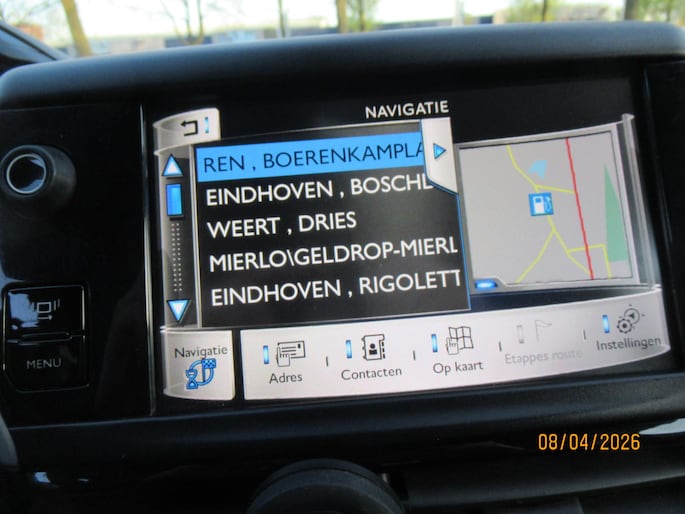 NAVIGATIE
REN , BOERENKAMPLA
EINDHOVEN , BOSCHD
WEERT , DRIES
MIERLO\GELDROP-MIERL
EINDHOVEN , RIGOLETT
Navigatie
Adres
Contacten
Op kaart
Etappes route
Instellingen
MENU
08/04/2026